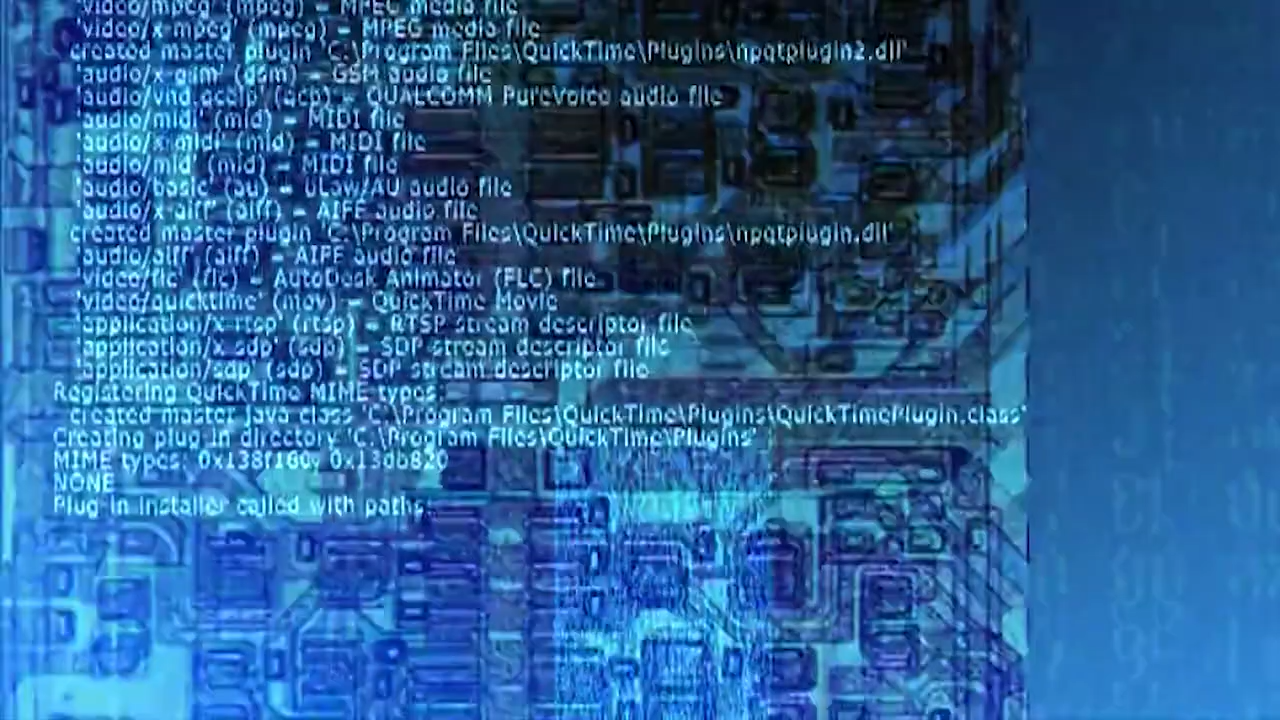 'video/mpeg' (mpeg) - MPEG media file
'video/x-mpeg' (mpeg) - MPEG media file
created master plugin 'C:\Program Files\QuickTime\Plugins\npqtplugin2.dll'
'audio/x-gsm' (gsm) - GSM audio file
'audio/vnd.qcelp' (qcp) - QUALCOMM PureVoice audio file
'audio/midi' (mid) - MIDI file
'audio/x-midi' (mid) - MIDI file
'audio/mid' (mid) - MIDI file
'audio/basic' (au) - uLaw/AU audio file
'audio/x-aiff' (aiff) - AIFF audio file
created master plugin 'C:\Program Files\QuickTime\Plugins\npqtplugin.dll'
'audio/aiff' (aiff) - AIFF audio file
'video/flc' (flc) - AutoDesk Animator (FLC) file
'video/quicktime' (mov) - QuickTime Movie
'application/x-rtsp' (rtsp) - RTSP stream descriptor file
'application/x-sdp' (sdp) - SDP stream descriptor file
'application/sdp' (sdp) - SDP stream descriptor file
Registering QuickTime MIME types:
created master java class 'C:\Program Files\QuickTime\Plugins\QuickTimePlugin.class'
Creating plug-in directory 'C:\Program Files\QuickTime\Plugins'
MIME types: 0x138f160, 0x13db820
NONE
Plug-in installer called with paths: